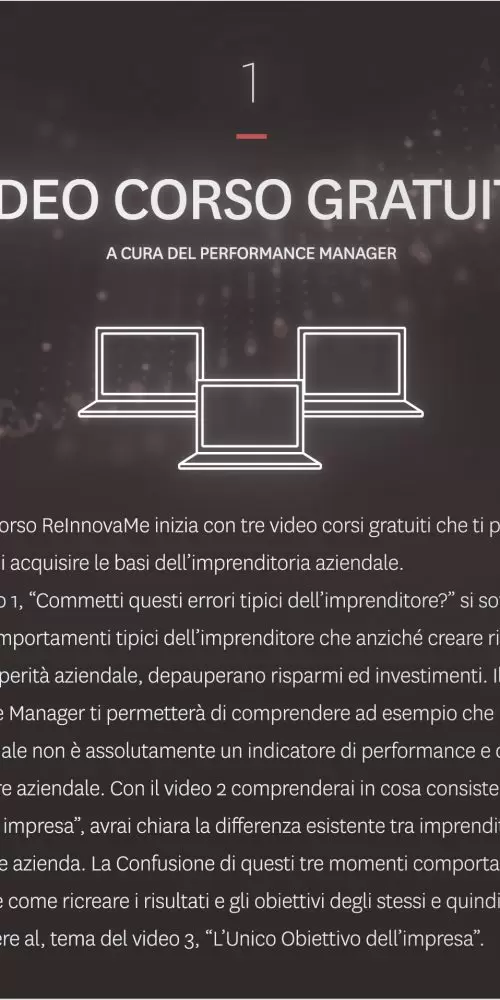 1
DEO CORSO GRATUI
A CURA DEL PERFORMANCE MANAGER
orso ReInnovaMe inizia con tre video corsi gratuiti che ti p
i acquisire le basi dell’imprenditoria aziendale.
o 1, “Commetti questi errori tipici dell’imprenditore?” si so
mportamenti tipici dell’imprenditore che anziché creare ri
perità aziendale, depauperano risparmi ed investimenti. Il
e Manager ti permetterà di comprendere ad esempio che
ale non è assolutamente un indicatore di performance e
re aziendale. Con il video 2 comprenderai in cosa consiste
impresa”, avrai chiara la differenza esistente tra imprendi
e azienda. La Confusione di questi tre momenti comporta
e come ricreare i risultati e gli obiettivi degli stessi e quindi
ere al, tema del video 3, “L’Unico Obiettivo dell’impresa”.